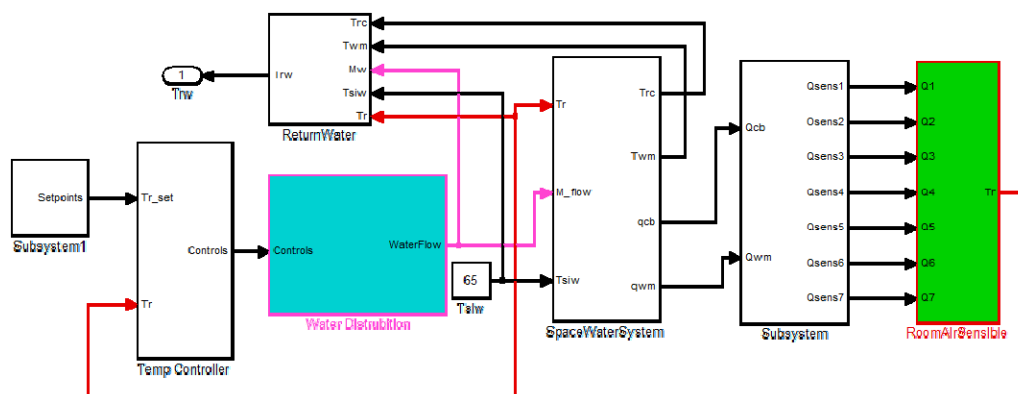 Trc
Twm
Mw
Tsiw
Tr
Trw
ReturnWater
1
Trw
Setpoints
Subsystem1
Tr_set
Tr
Controls
Temp Controller
Controls
WaterFlow
Water Distrubition
65
Tsiw
Tr
M_flow
Tsiw
Trc
Twm
qcb
qwm
SpaceWaterSystem
Qcb
Qwm
Qsens1
Qsens2
Qsens3
Qsens4
Qsens5
Qsens6
Qsens7
Subsystem
Q1
Q2
Q3
Q4
Q5
Q6
Q7
Tr
RoomAirSensible